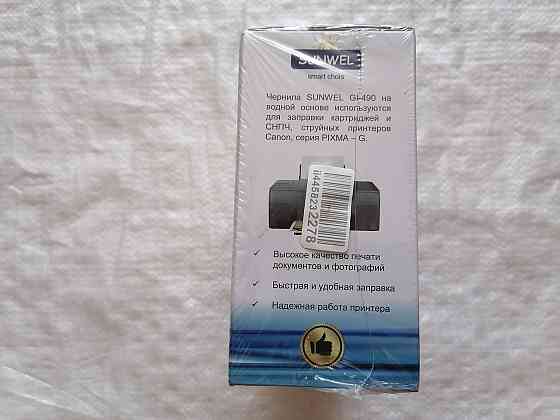 SUNWEL
smart chois
Чернила SUNWEL GI-490 на
водной основе используются
для заправки картриджей и
СНПЧ, струйных принтеров
Canon, серия PIXMA – G.
ii4458232278
Высокое качество печати
документов и фотографий
Быстрая и удобная заправка
Надежная работа принтера